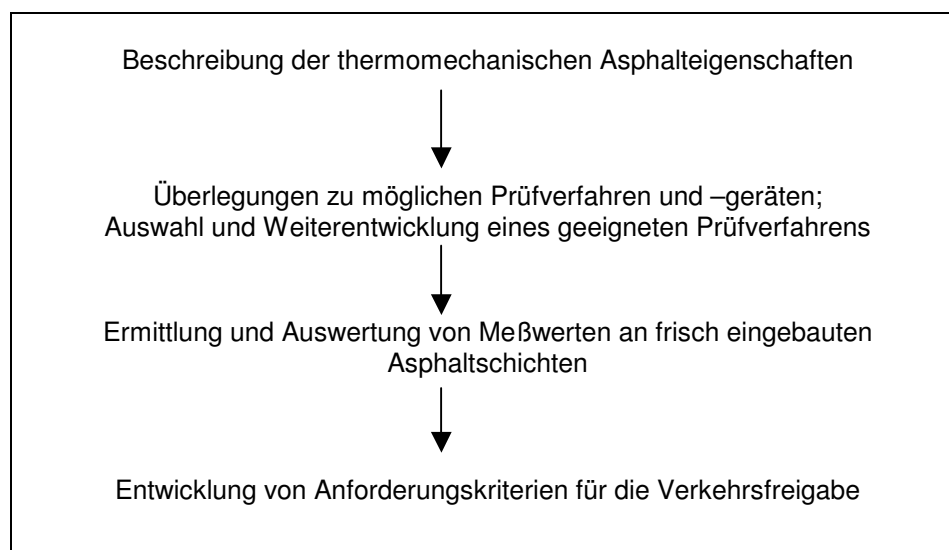 Beschreibung der thermomechanischen Asphalteigenschaften
Überlegungen zu möglichen Prüfverfahren und –geräten;
Auswahl und Weiterentwicklung eines geeigneten Prüfverfahrens
Ermittlung und Auswertung von Meßwerten an frisch eingebauten
Asphaltschichten
Entwicklung von Anforderungskriterien für die Verkehrsfreigabe